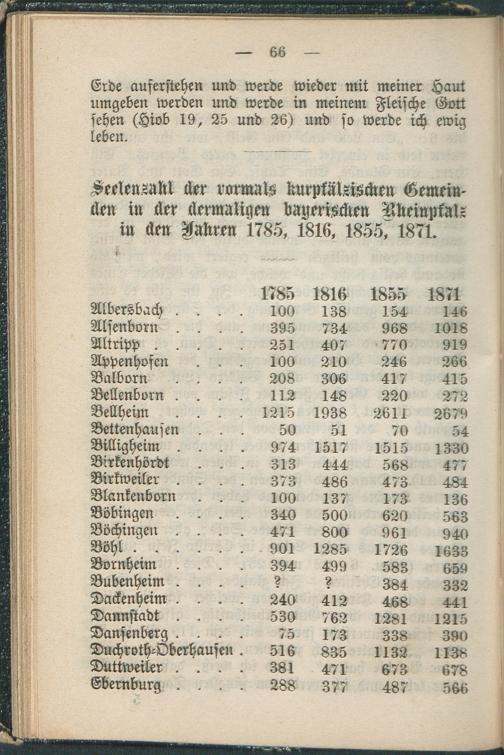 — 66 —
Erde auferstehen und werde wieder mit meiner Haut
umgeben werden und werde in meinem Fleische Gott
sehen (Hiob 19, 25 und 26) und so werde ich ewig
leben.
Seelenzahl der vormals kurpfälzischen Gemein-
den in der dermaligen bayerischen Rheinpfalz
in den Jahren 1785, 1816, 1855, 1871.
1785 1816 1855 1871
Albersbach . . . . 100 138 154 146
Alsenborn . . . . 395 734 968 1018
Altripp . . . . 251 407 770 919
Appenhofen . . . . 100 210 246 266
Balborn . . . . 208 306 417 415
Bellenborn . . . . 112 148 220 272
Bellheim . . . . 1215 1938 2611 2679
Bettenhausen . . . 50 51 70 54
Billigheim . . . . 974 1517 1515 1330
Birkenhördt . . . . 313 444 568 477
Birkweiler . . . . 373 486 473 484
Blankenborn . . . 100 137 173 136
Böbingen . . . . 340 500 620 563
Böchingen . . . . 471 800 961 940
Böhl . . . . . . 901 1285 1726 1633
Bornheim . . . . 394 499 583 659
Bubenheim . . . . ? ? 384 332
Dackenheim . . . . 240 412 468 441
Dannstadt . . . . 530 762 1281 1215
Dansenberg . . . . 75 173 338 390
Duchroth-Oberhausen . 516 835 1132 1138
Duttweiler . . . . 381 471 673 678
Ebernburg . . . . 288 377 487 566